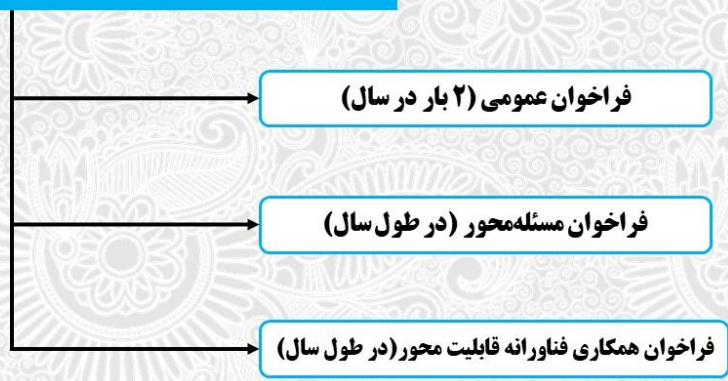 فراخوان عمومی (۲ بار در سال)
فراخوان مسئله‌محور (در طول سال)
فراخوان همکاری فناورانه قابلیت محور(در طول سال)